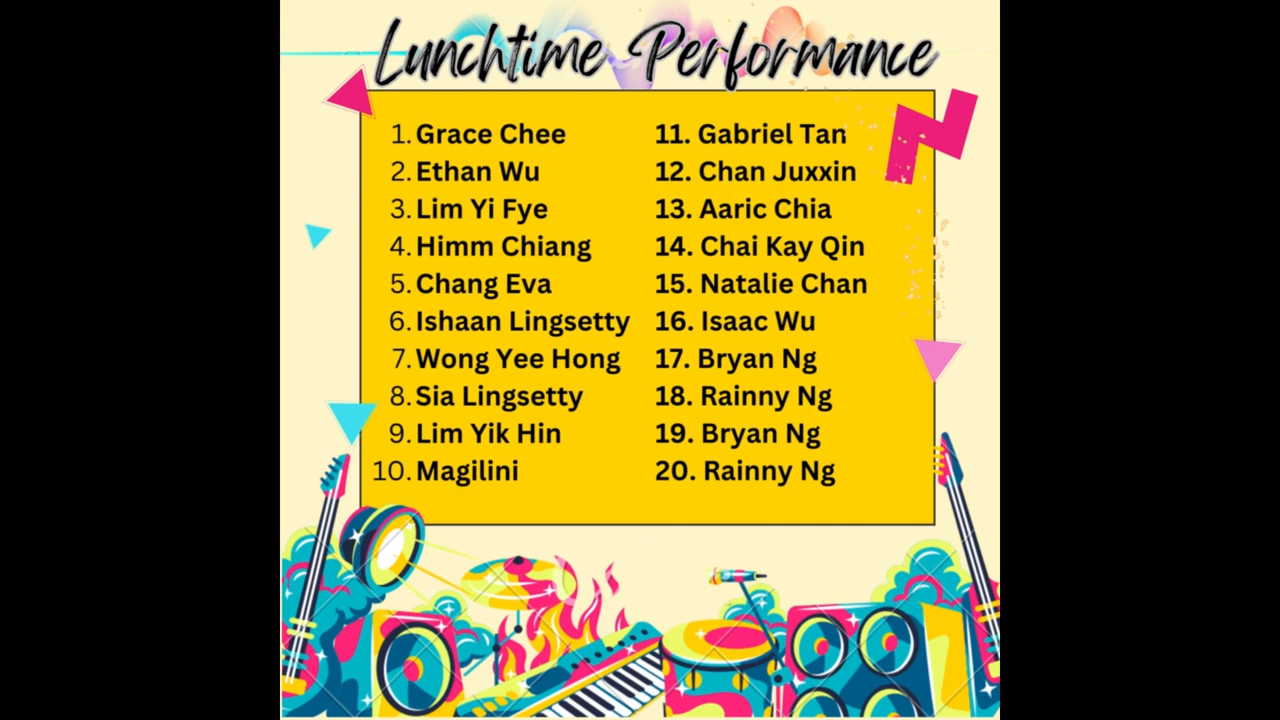 Lunchtime Performance
1. Grace Chee
2. Ethan Wu
3. Lim Yi Fye
4. Himm Chiang
5. Chang Eva
6. Ishaan Lingsetty
7. Wong Yee Hong
8. Sia Lingsetty
9. Lim Yik Hin
10. Magilini
11. Gabriel Tan
12. Chan Juxxin
13. Aaric Chia
14. Chai Kay Qin
15. Natalie Chan
16. Isaac Wu
17. Bryan Ng
18. Rainny Ng
19. Bryan Ng
20. Rainny Ng